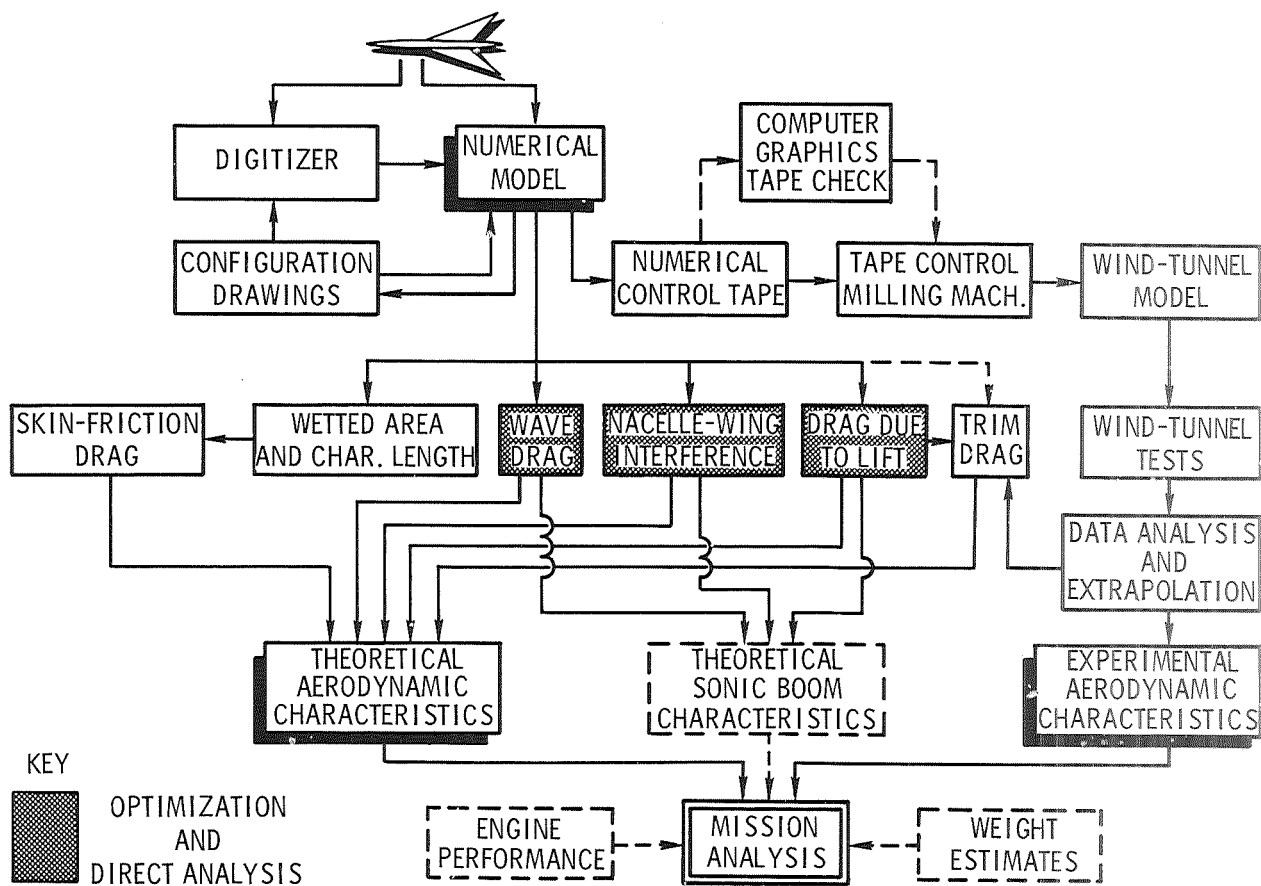 DIGITIZER
NUMERICAL
MODEL
COMPUTER
GRAPHICS
TAPE CHECK
CONFIGURATION
DRAWINGS
NUMERICAL
CONTROL TAPE
TAPE CONTROL
MILLING MACH.
WIND-TUNNEL
MODEL
SKIN-FRICTION
DRAG
WETTED AREA
AND CHAR. LENGTH
WAVE
DRAG
NACELLE-WING
INTERFERENCE
DRAG DUE
TO LIFT
TRIM
DRAG
WIND-TUNNEL
TESTS
DATA ANALYSIS
AND
EXTRAPOLATION
THEORETICAL
AERODYNAMIC
CHARACTERISTICS
THEORETICAL
SONIC BOOM
CHARACTERISTICS
EXPERIMENTAL
AERODYNAMIC
CHARACTERISTICS
KEY
OPTIMIZATION
AND
DIRECT ANALYSIS
ENGINE
PERFORMANCE
MISSION
ANALYSIS
WEIGHT
ESTIMATES